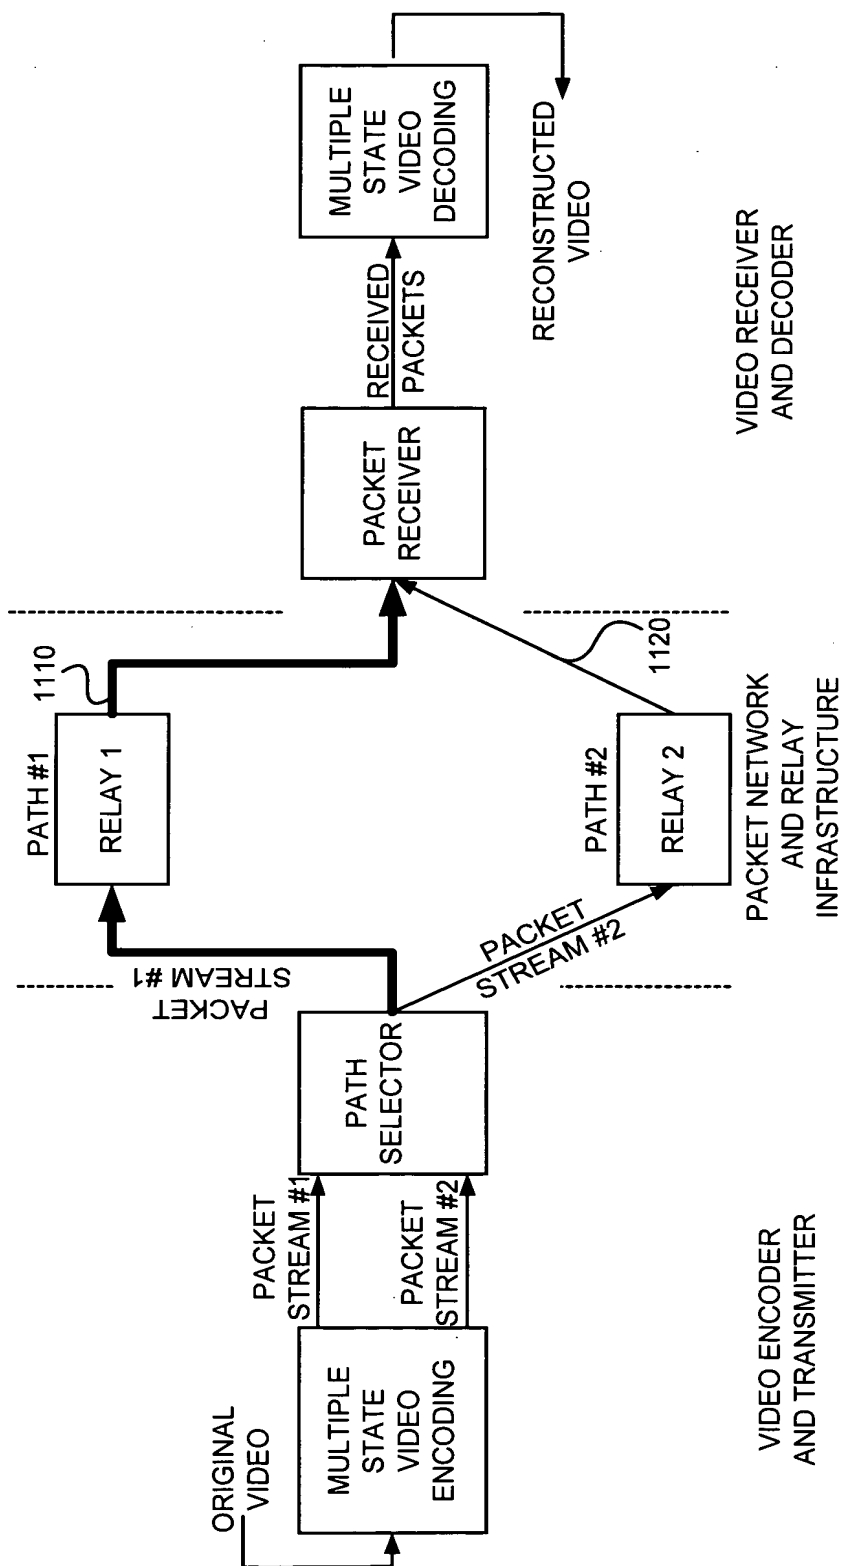 ORIGINAL
VIDEO
MULTIPLE
STATE
VIDEO
ENCODING
PACKET
STREAM #1
PACKET
STREAM #2
PATH
SELECTOR
PACKET
STREAM #1
PACKET
STREAM #2
PATH #1
RELAY 1
1110
PATH #2
RELAY 2
1120
PACKET
RECEIVER
RECEIVED
PACKETS
MULTIPLE
STATE
VIDEO
DECODING
RECONSTRUCTED
VIDEO
VIDEO ENCODER
AND TRANSMITTER
PACKET NETWORK
AND RELAY
INFRASTRUCTURE
VIDEO RECEIVER
AND DECODER